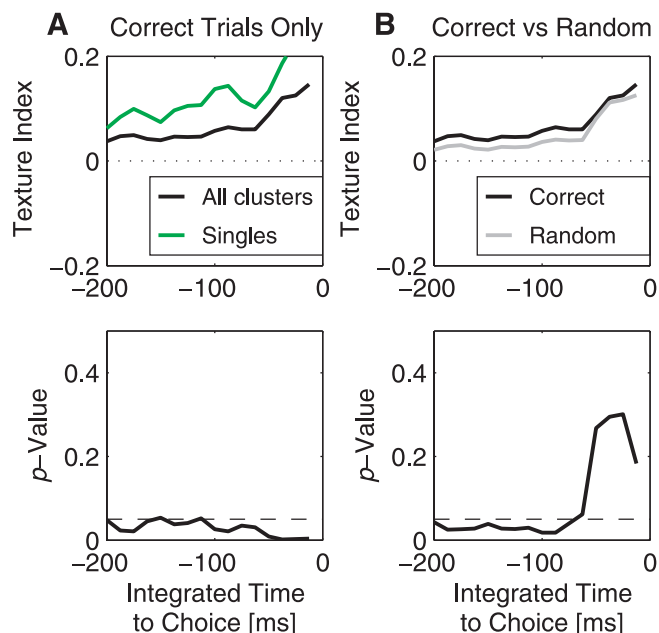 A Correct Trials Only
B Correct vs Random
Texture Index
0.2
0
−0.2
All clusters
Singles
−200
−100
0
Texture Index
0.2
0
−0.2
Correct
Random
−200
−100
0
p−Value
0.4
0.2
0
−200
−100
0
Integrated Time
to Choice [ms]
p−Value
0.4
0.2
0
−200
−100
0
Integrated Time
to Choice [ms]